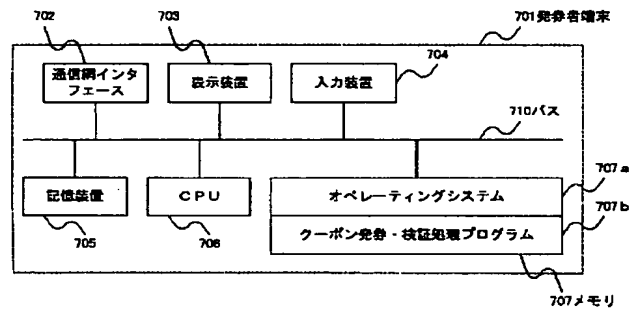 702
703
701発券者端末
通信網インタ
フェース
表示装置
入力装置
704
710バス
記憶装置
CPU
オペレーティングシステム
707a
クーポン発券・検証処理プログラム
707b
705
706
707メモリ